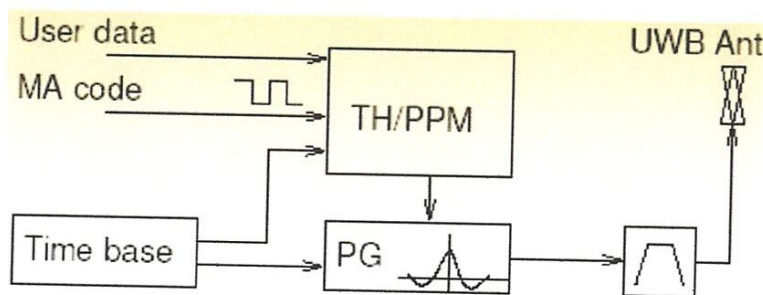 User data
UWB Ant
MA code
TH/PPM
Time base
PG